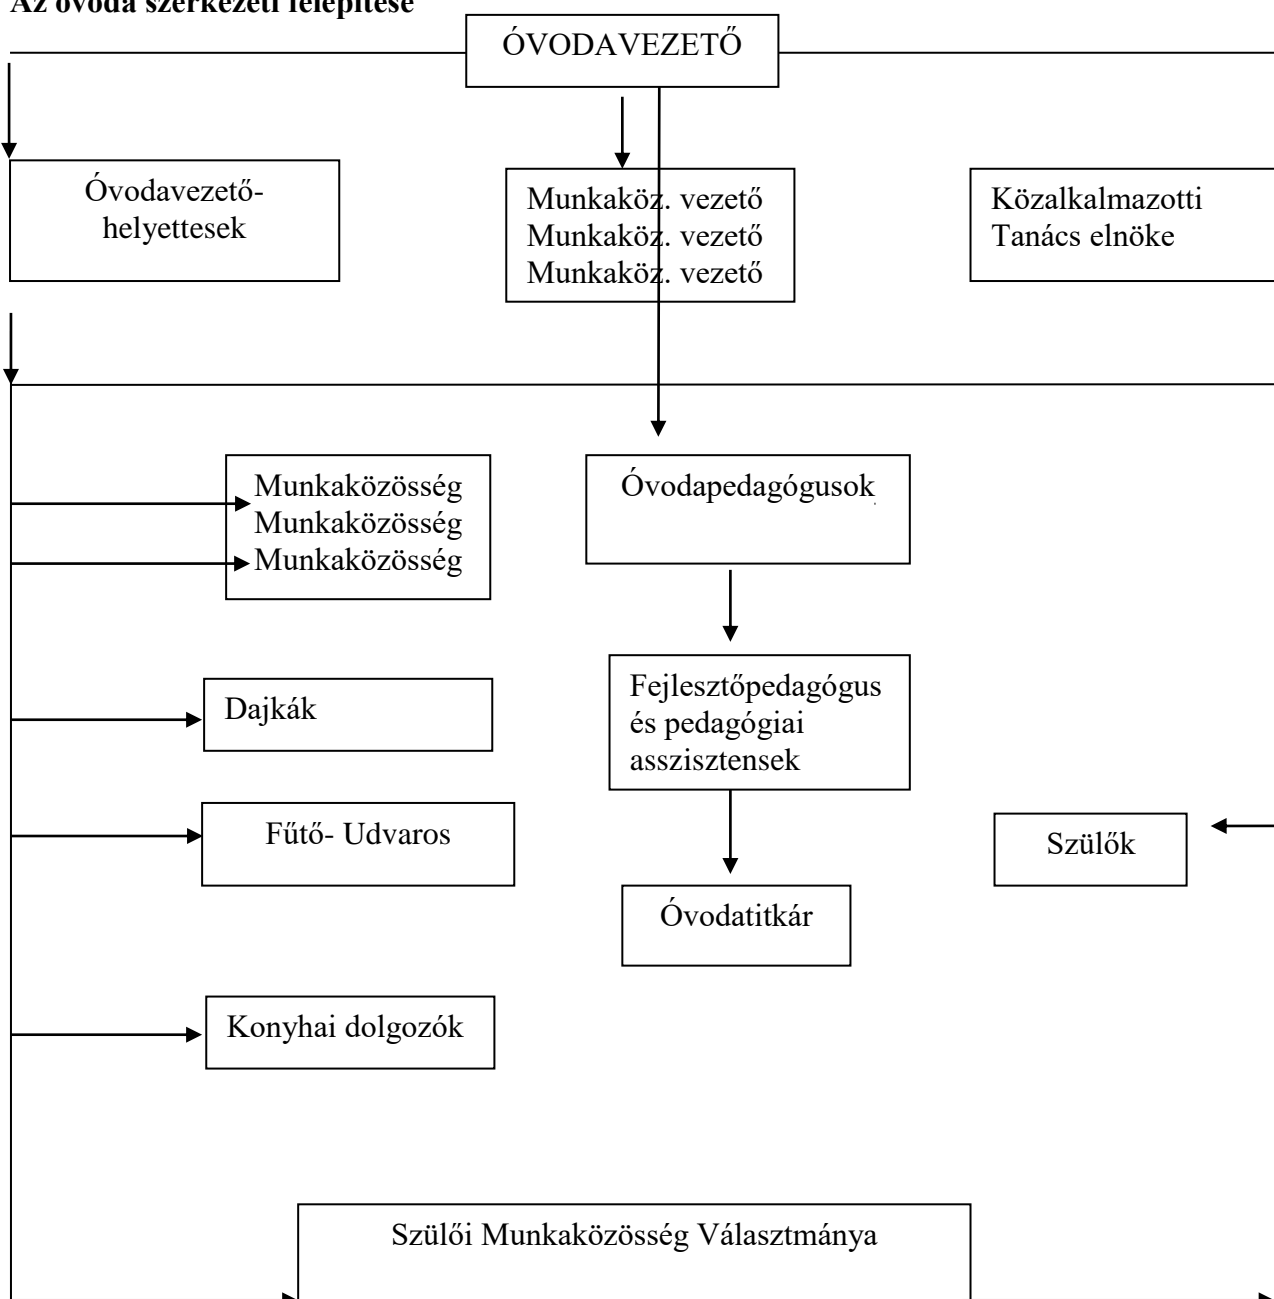 Az óvoda szerkezeti felépítése
ÓVODAVEZETŐ
Óvodavezető-
helyettesek
Munkaköz. vezető
Munkaköz. vezető
Munkaköz. vezető
Közalkalmazotti
Tanács elnöke
Munkaközösség
Munkaközösség
Munkaközösség
Óvodapedagógusok
Dajkák
Fejlesztőpedagógus
és pedagógiai
asszisztensek
Fűtő- Udvaros
Szülők
Óvodatitkár
Konyhai dolgozók
Szülői Munkaközösség Választmánya